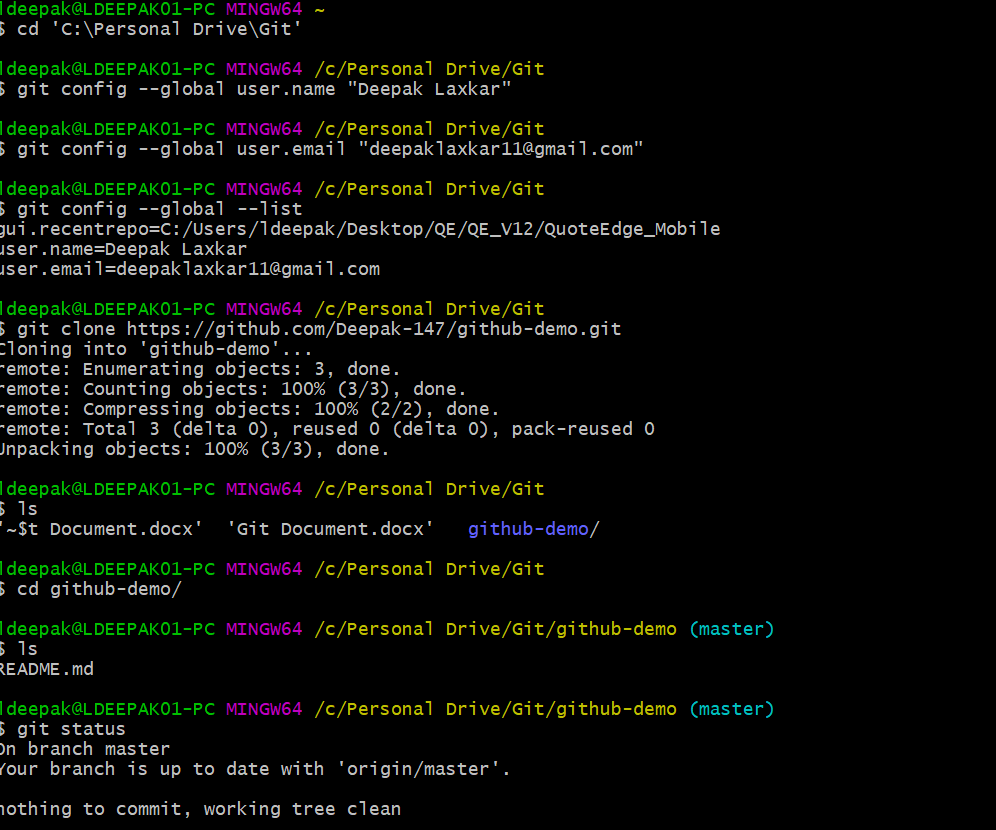 ldeepak@LDEEPAK01-PC MINGW64 ~
$ cd 'C:\Personal Drive\Git'
ldeepak@LDEEPAK01-PC MINGW64 /c/Personal Drive/Git
$ git config --global user.name "Deepak Laxkar"
ldeepak@LDEEPAK01-PC MINGW64 /c/Personal Drive/Git
$ git config --global user.email "deepaklaxkar11@gmail.com"
ldeepak@LDEEPAK01-PC MINGW64 /c/Personal Drive/Git
$ git config --global --list
gui.recentrepo=C:/Users/ldeepak/Desktop/QE/QE_V12/QuoteEdge_Mobile
user.name=Deepak Laxkar
user.email=deepaklaxkar11@gmail.com
ldeepak@LDEEPAK01-PC MINGW64 /c/Personal Drive/Git
$ git clone https://github.com/Deepak-147/github-demo.git
Cloning into 'github-demo'...
remote: Enumerating objects: 3, done.
remote: Counting objects: 100% (3/3), done.
remote: Compressing objects: 100% (2/2), done.
remote: Total 3 (delta 0), reused 0 (delta 0), pack-reused 0
Unpacking objects: 100% (3/3), done.
ldeepak@LDEEPAK01-PC MINGW64 /c/Personal Drive/Git
$ ls
'~$t Document.docx'  'Git Document.docx'   github-demo/
ldeepak@LDEEPAK01-PC MINGW64 /c/Personal Drive/Git
$ cd github-demo/
ldeepak@LDEEPAK01-PC MINGW64 /c/Personal Drive/Git/github-demo (master)
$ ls
README.md
ldeepak@LDEEPAK01-PC MINGW64 /c/Personal Drive/Git/github-demo (master)
$ git status
On branch master
Your branch is up to date with 'origin/master'.
nothing to commit, working tree clean